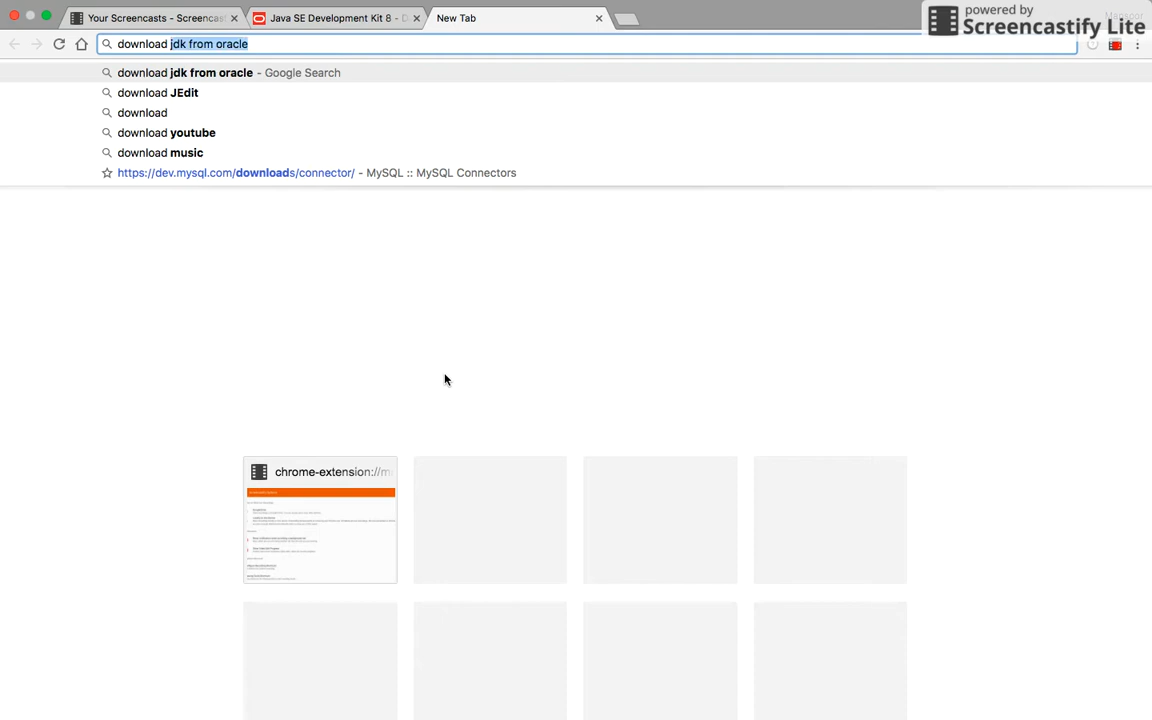 Your Screencasts - Screencast
Java SE Development Kit 8 - D
New Tab
powered by
Screencastify Lite
download jdk from oracle
download jdk from oracle - Google Search
download JEdit
download
download youtube
download music
https://dev.mysql.com/downloads/connector/ - MySQL :: MySQL Connectors
chrome-extension://m